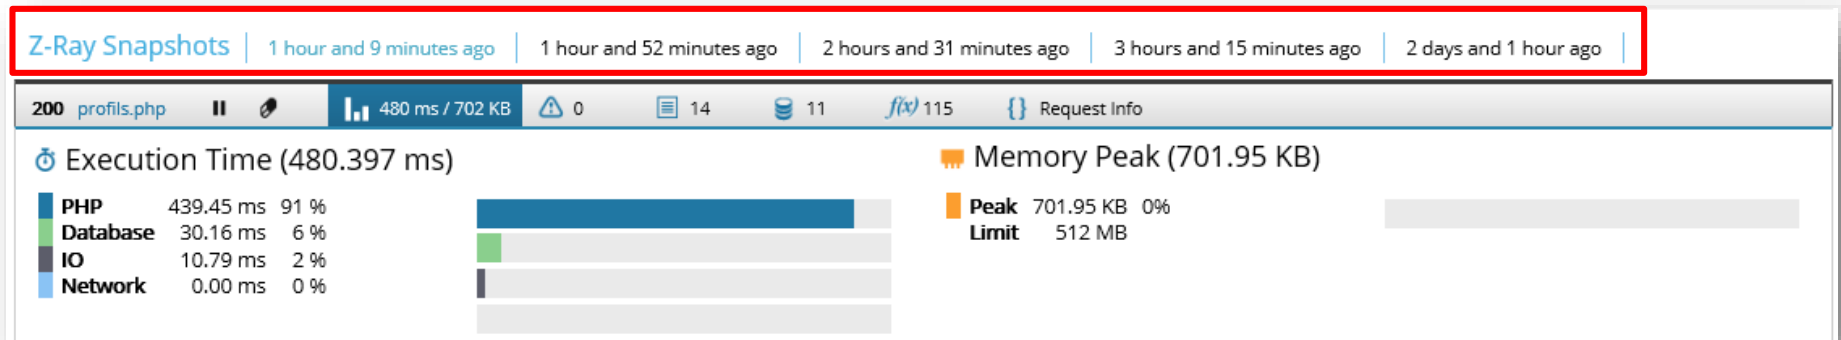 Z-Ray Snapshots 1 hour and 9 minutes ago 1 hour and 52 minutes ago 2 hours and 31 minutes ago 3 hours and 15 minutes ago 2 days and 1 hour ago
200 profils.php 480 ms / 702 KB 0 14 11 f(x) 115 {} Request Info
Execution Time (480.397 ms)
PHP 439.45 ms 91 %
Database 30.16 ms 6 %
IO 10.79 ms 2 %
Network 0.00 ms 0 %
Memory Peak (701.95 KB)
Peak 701.95 KB 0%
Limit 512 MB